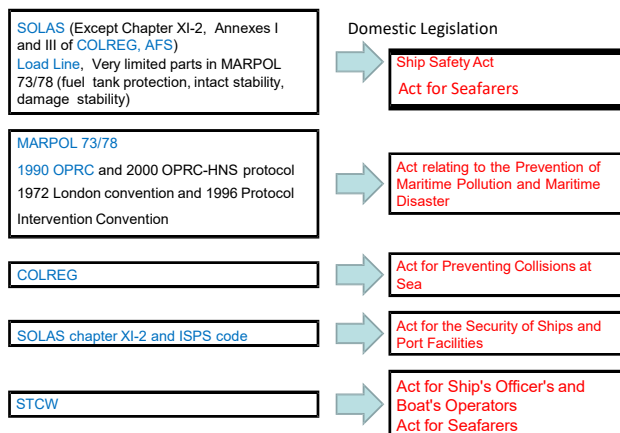 SOLAS (Except Chapter XI-2, Annexes I
and III of COLREG, AFS)
Load Line, Very limited parts in MARPOL
73/78 (fuel tank protection, intact stability,
damage stability)
Domestic Legislation
Ship Safety Act
Act for Seafarers
MARPOL 73/78
1990 OPRC and 2000 OPRC-HNS protocol
1972 London convention and 1996 Protocol
Intervention Convention
Act relating to the Prevention of
Maritime Pollution and Maritime
Disaster
COLREG
Act for Preventing Collisions at
Sea
SOLAS chapter XI-2 and ISPS code
Act for the Security of Ships and
Port Facilities
STCW
Act for Ship's Officer's and
Boat's Operators
Act for Seafarers